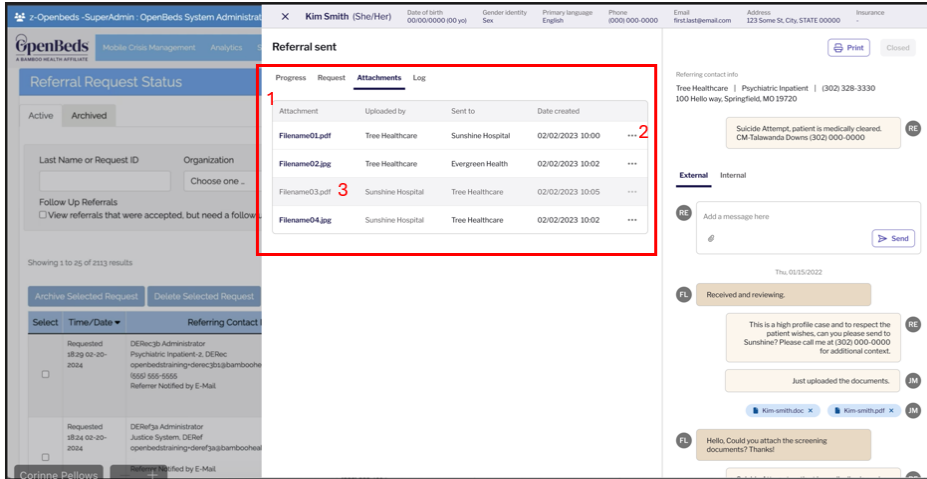 z-Openbeds -SuperAdmin : OpenBeds System Administrat
OpenBeds
A BAMBOO HEALTH AFFILIATE
Mobile Crisis Management Analytics S
Referral Request Status
Active Archived
Last Name or Request ID Organization
Choose one ..
Follow Up Referrals
View referrals that were accepted, but need a follow
Showing 1 to 25 of 2113 results
Archive Selected Request Delete Selected Request
Select Time/Date Referring Contact
Requested
18:29 02-20-
2024
DERec3b Administrator
Psychiatric Inpatient-2, DERec
openbedstraining+derec3b1@bamboohe
(555) 555-5555
Referrer Notified by E-Mail
Requested
18:24 02-20-
2024
DERef3a Administrator
Justice System, DERef
openbedstraining+deref3a@bambooheal
Referrer Notified by E-Mail
Corinne Pellows
× Kim Smith (She/Her)
Date of birth
00/00/0000 (00 yo)
Gender identity
Sex
Primary language
English
Phone
(000) 000-0000
Email
first.last@email.com
Address
123 Some St, City, STATE 00000
Insurance
-
Referral sent
Progress Request Attachments Log
1
Attachment Uploaded by Sent to Date created
Filename01.pdf Tree Healthcare Sunshine Hospital 02/02/2023 10:00 ... 2
Filename02.jpg Tree Healthcare Evergreen Health 02/02/2023 10:02 ...
Filename03.pdf 3 Sunshine Hospital Tree Healthcare 02/02/2023 10:05 ...
Filename04.jpg Sunshine Hospital Tree Healthcare 02/02/2023 10:02 ...
Print Closed
Referring contact info
Tree Healthcare | Psychiatric Inpatient | (302) 328-3330
100 Hello way, Springfield, MO 19720
Suicide Attempt, patient is medically cleared.
CM-Talawanda Downs (302) 000-0000
RE
External Internal
RE
Add a message here
Send
Thu, 01/15/2022
FL
Received and reviewing.
This is a high profile case and to respect the
patient wishes, can you please send to
Sunshine? Please call me at (302) 000-0000
for additional context.
RE
Just uploaded the documents.
JM
Kim-smith.doc × Kim-smith.pdf ×
JM
FL
Hello, Could you attach the screening
documents? Thanks!